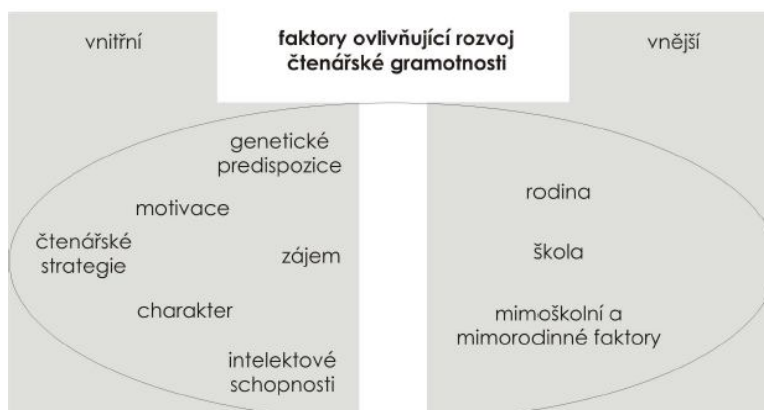 vnitřní
faktory ovlivňující rozvoj
čtenářské gramotnosti
vnější
genetické
predispozice
motivace
čtenářské
strategie
zájem
charakter
intelektové
schopnosti
rodina
škola
mimoškolní a
mimorodinné faktory